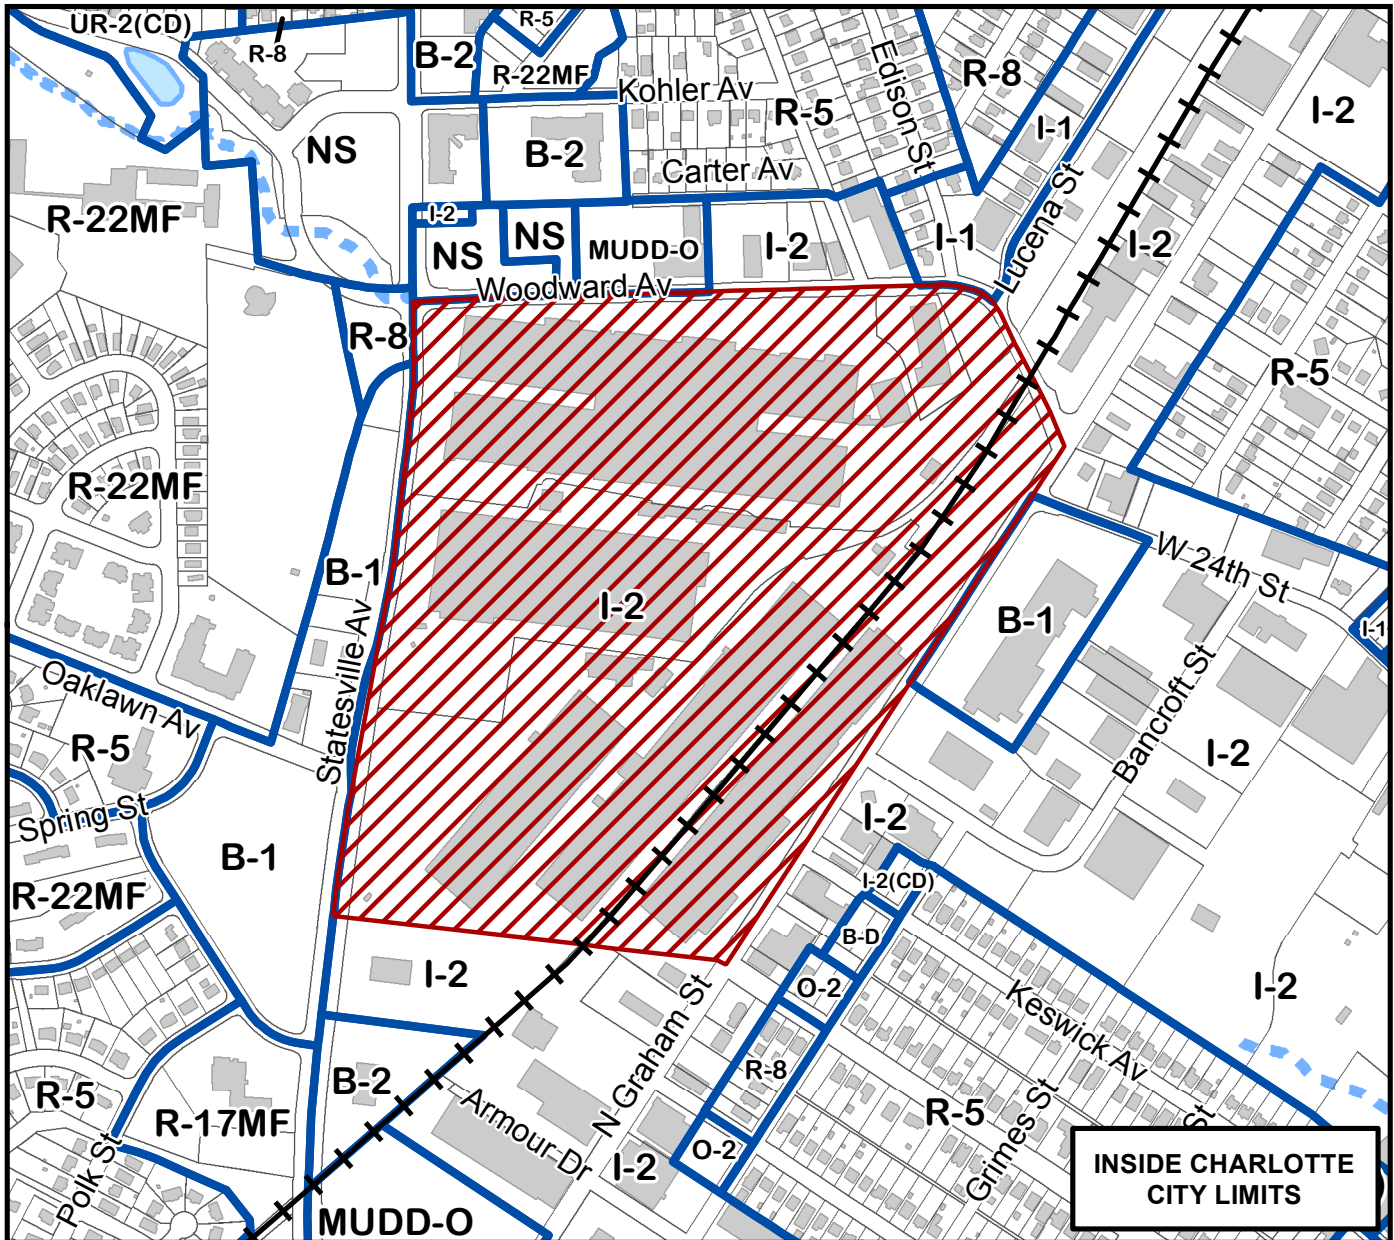 UR-2(CD)
R-8
B-2
R-5
R-22MF
Kohler Av
Edison St
R-8
R-5
I-1
I-2
NS
B-2
Carter Av
R-22MF
I-2
NS
NS
MUDD-O
I-2
I-1
Lucena St
I-2
Woodward Av
R-8
R-5
R-22MF
B-1
I-2
W 24th St
B-1
I-1
Statesville Av
Oaklawn Av
R-5
Bancroft St
I-2
Spring St
I-2
B-1
R-22MF
I-2(CD)
B-D
I-2
O-2
I-2
Keswick Av
N Graham St
R-8
B-2
R-5
Armour Dr
R-5
R-17MF
Grimes St
St
O-2
I-2
Polk St
MUDD-O
INSIDE CHARLOTTE
CITY LIMITS